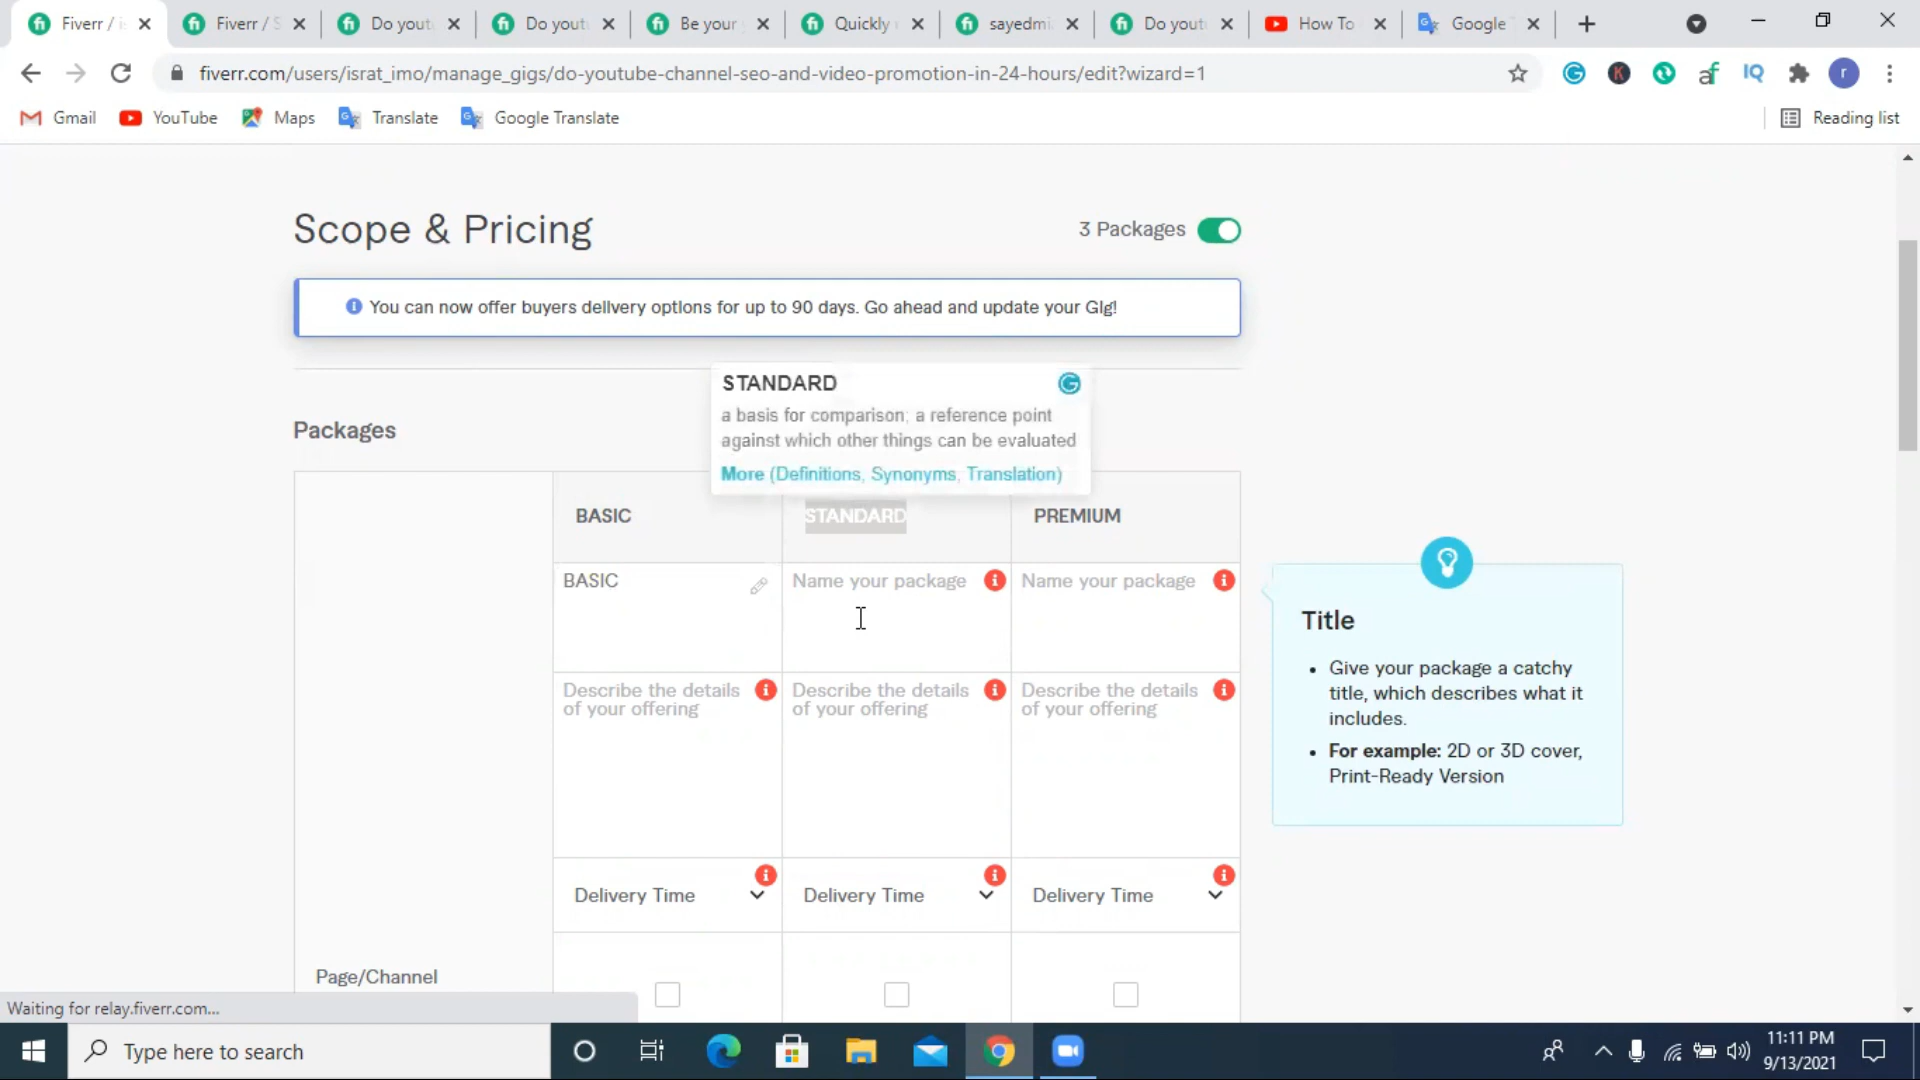 Fiverr / i
Fiverr / S
Do yout
Do yout
Be your
Quickly
sayedmi
Do yout
How To
Google
fiverr.com/users/israt_imo/manage_gigs/do-youtube-channel-seo-and-video-promotion-in-24-hours/edit?wizard=1
IQ
r
Gmail
YouTube
Maps
Translate
Google Translate
Reading list
Scope & Pricing
3 Packages
You can now offer buyers delivery options for up to 90 days. Go ahead and update your Gig!
STANDARD
a basis for comparison; a reference point
against which other things can be evaluated
More (Definitions, Synonyms, Translation)
Packages
BASIC
STANDARD
PREMIUM
BASIC
Name your package
Name your package
Describe the details
of your offering
Describe the details
of your offering
Describe the details
of your offering
Title
Give your package a catchy
title, which describes what it
includes.
For example: 2D or 3D cover,
Print-Ready Version
Delivery Time
Delivery Time
Delivery Time
Page/Channel
Waiting for relay.fiverr.com...
Type here to search
11:11 PM
9/13/2021